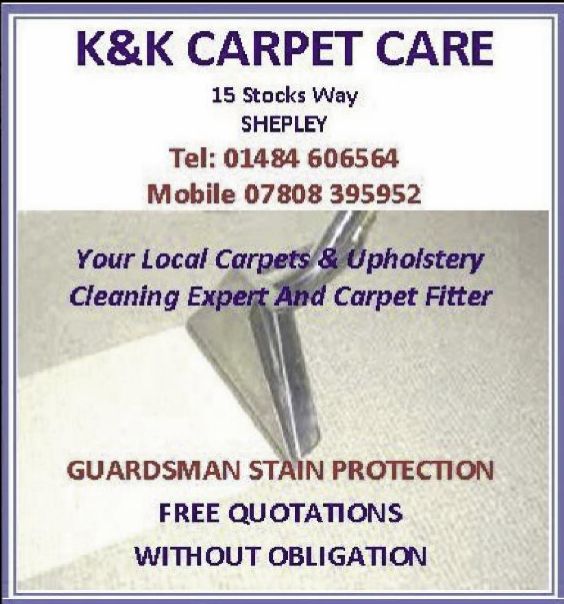 K&K CARPET CARE
15 Stocks Way
SHEPLEY
Tel: 01484 606564
Mobile 07808 395952
Your Local Carpets & Upholstery
Cleaning Expert And Carpet Fitter
GUARDSMAN STAIN PROTECTION
FREE QUOTATIONS
WITHOUT OBLIGATION